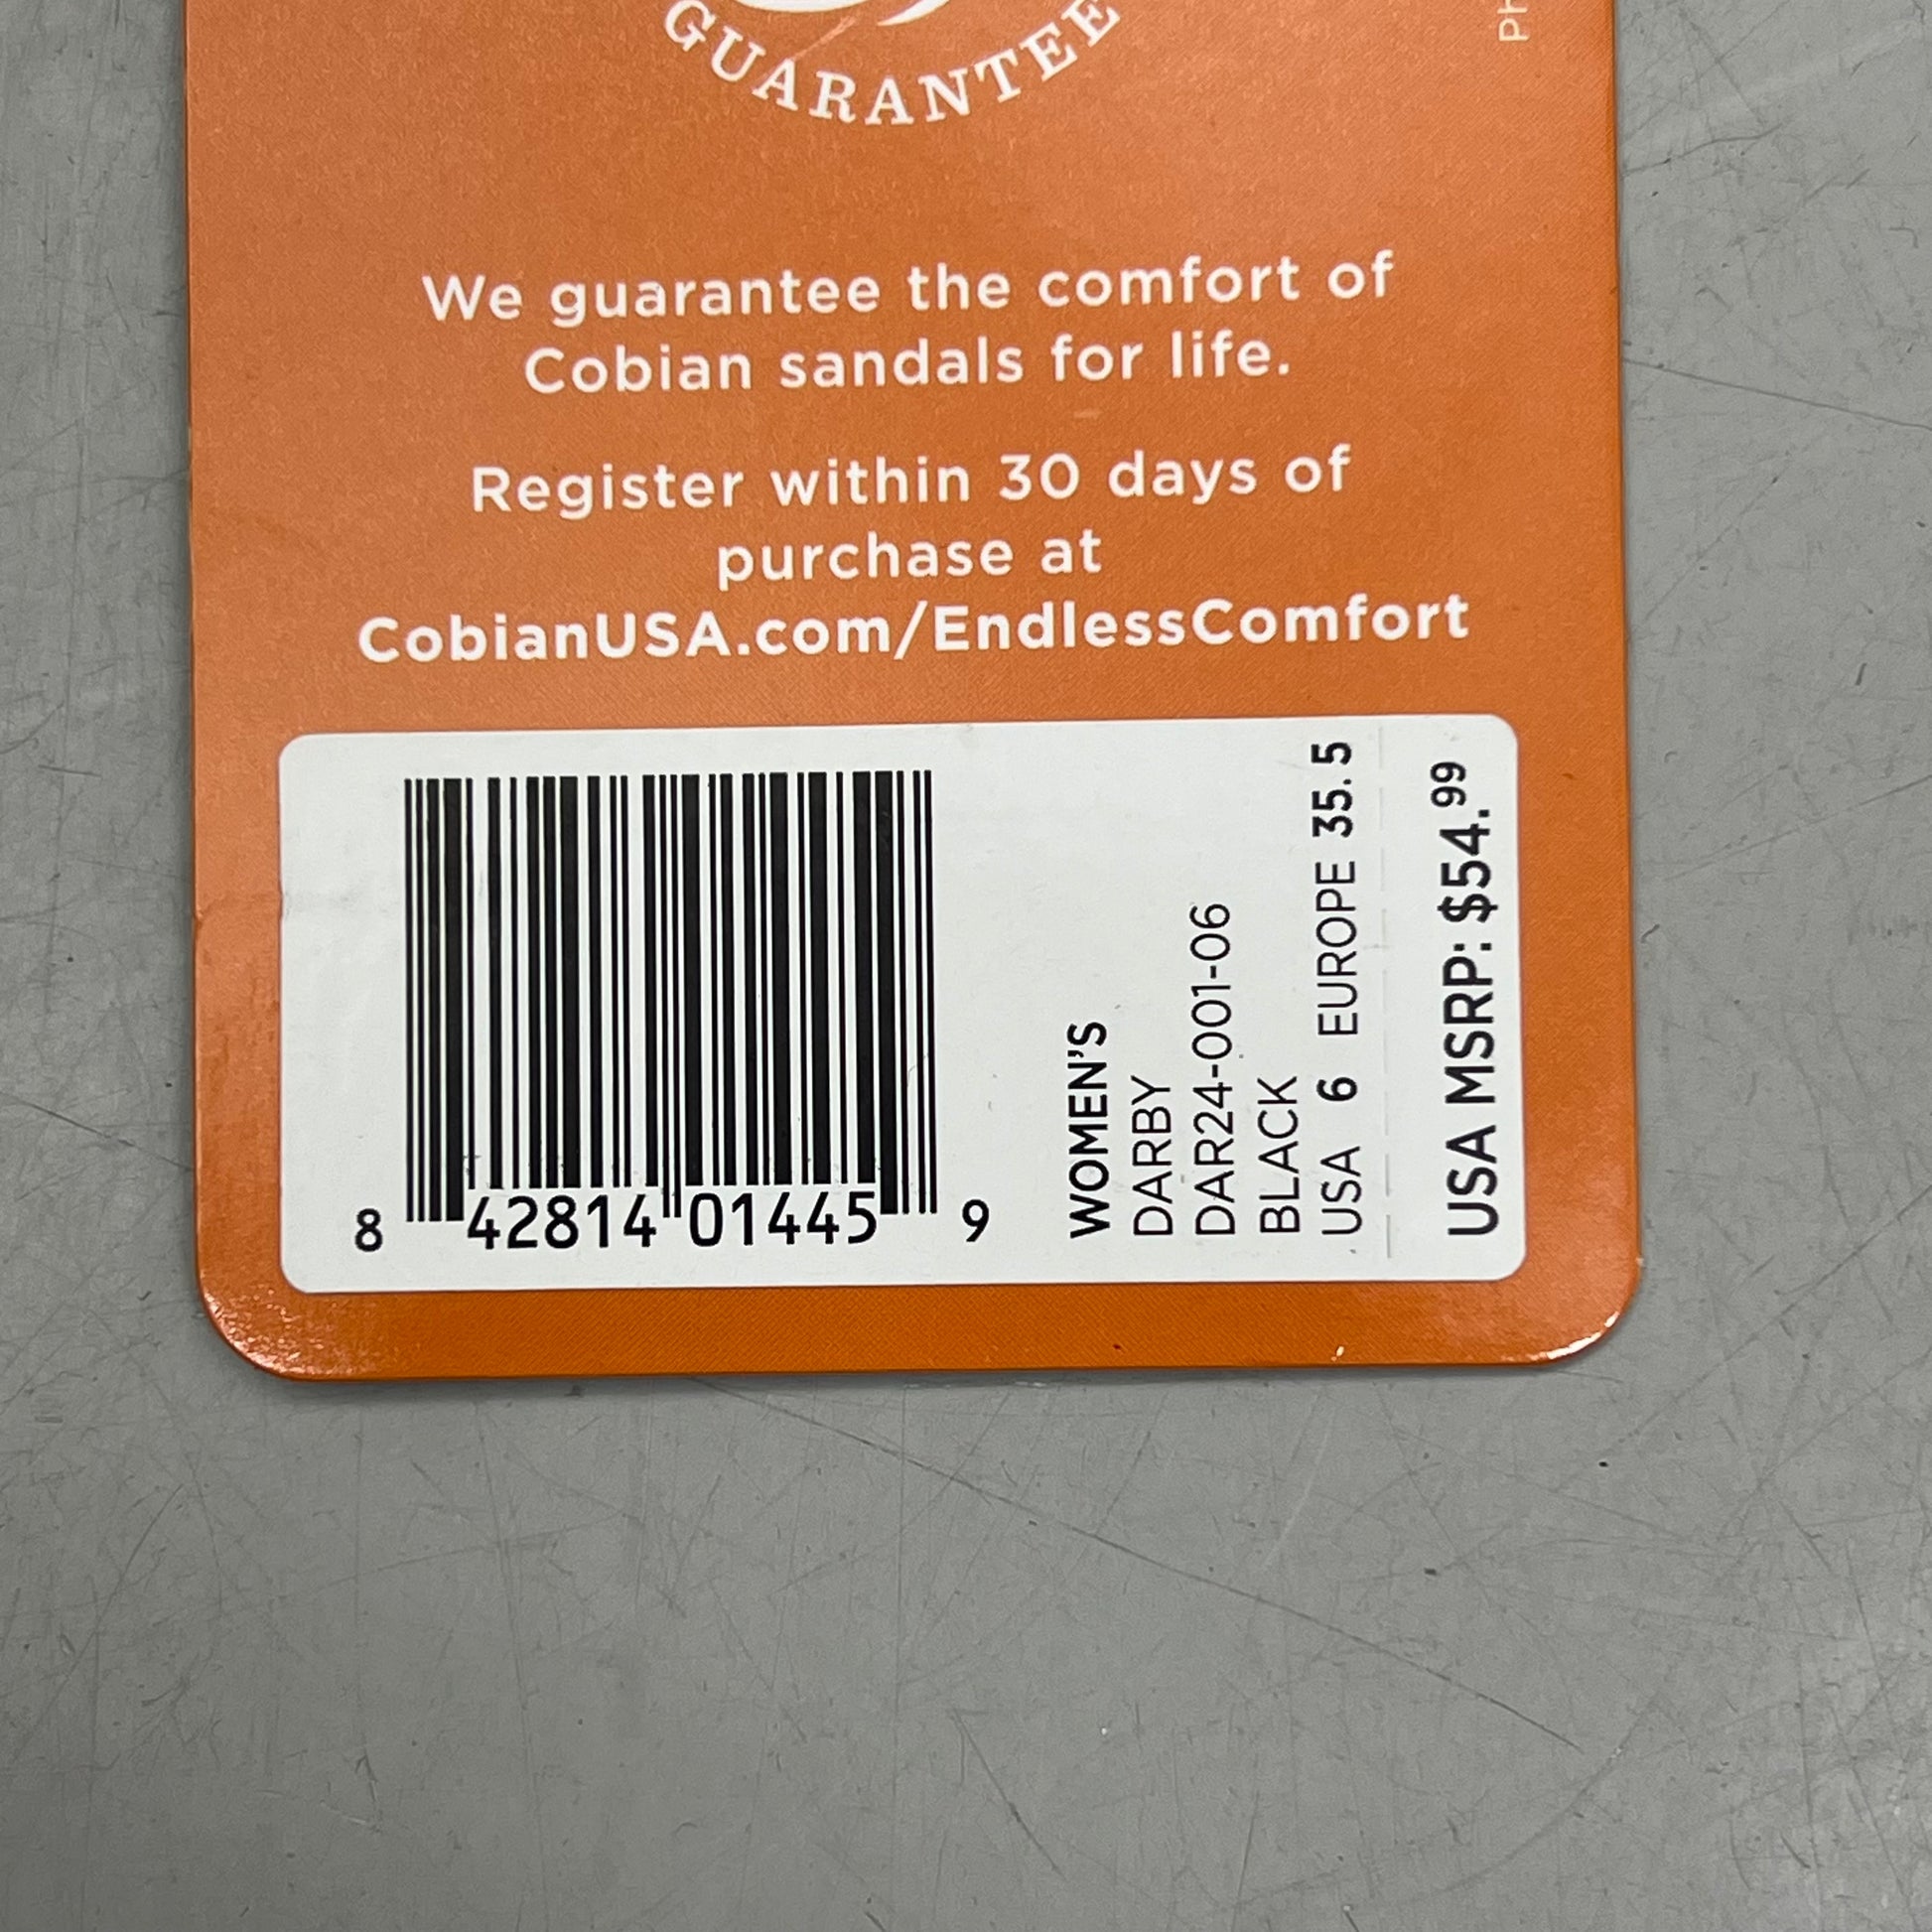 GUARANTEE
We guarantee the comfort of
Cobian sandals for life.
Register within 30 days of
purchase at
CobianUSA.com/EndlessComfort
8 42814 01445 9
WOMEN'S
DARBY
DAR24-001-06
BLACK
USA 6 EUROPE 35.5
USA MSRP: $54.99